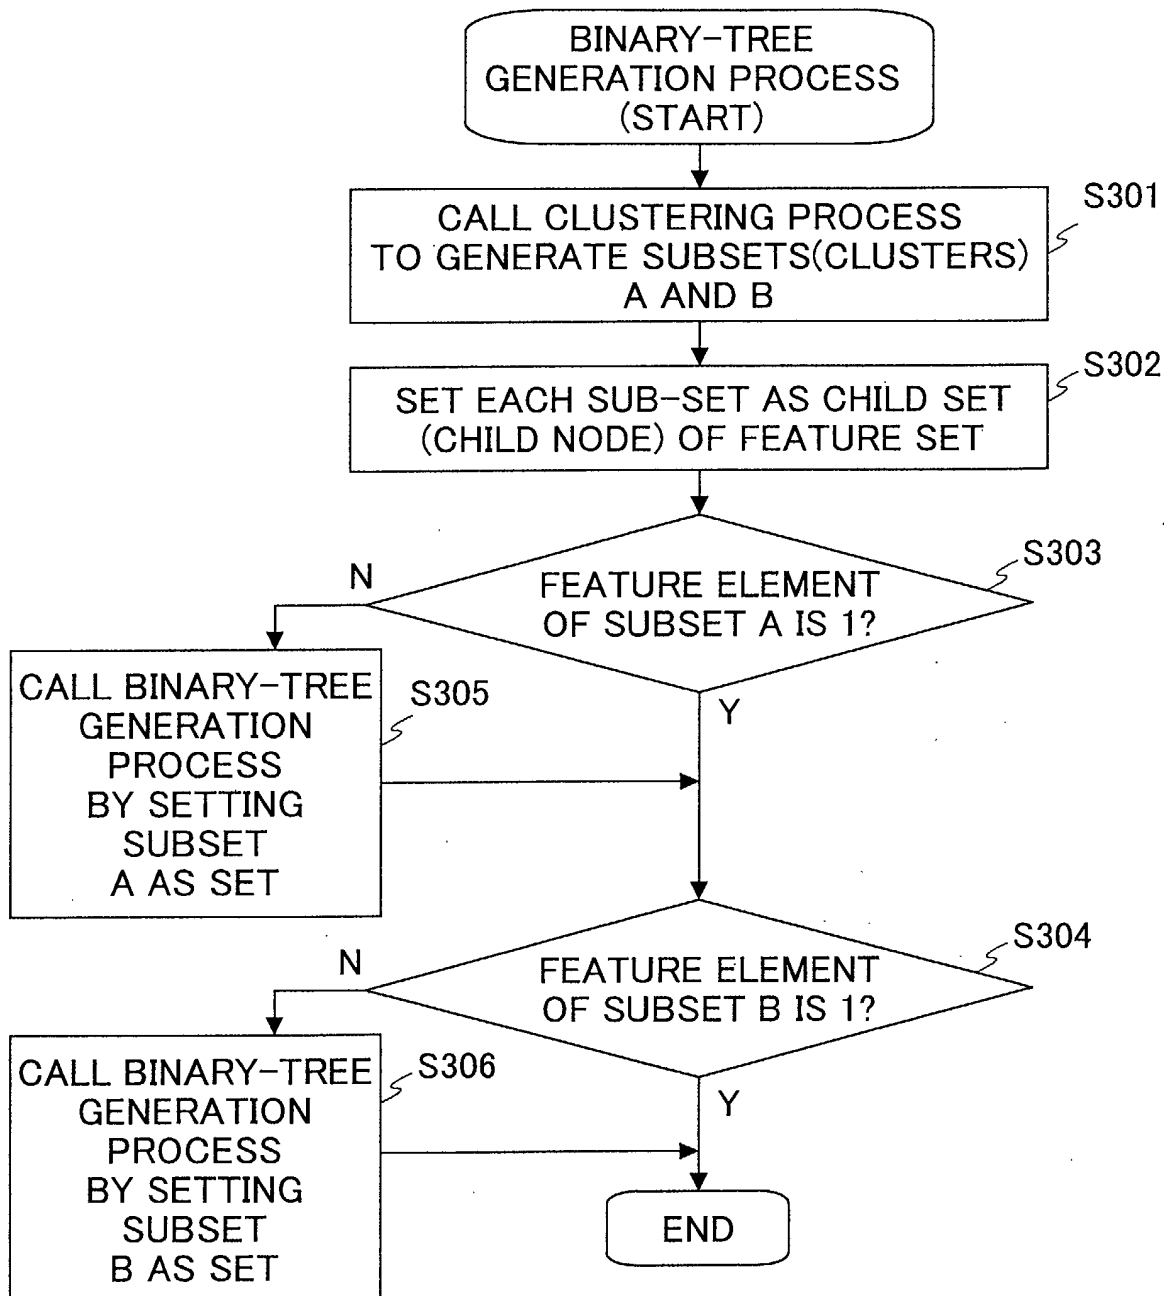 BINARY-TREE
GENERATION PROCESS
(START)
S301
CALL CLUSTERING PROCESS
TO GENERATE SUBSETS(CLUSTERS)
A AND B
S302
SET EACH SUB-SET AS CHILD SET
(CHILD NODE) OF FEATURE SET
S303
N
FEATURE ELEMENT
OF SUBSET A IS 1?
Y
S305
CALL BINARY-TREE
GENERATION
PROCESS
BY SETTING
SUBSET
A AS SET
S304
N
FEATURE ELEMENT
OF SUBSET B IS 1?
Y
S306
CALL BINARY-TREE
GENERATION
PROCESS
BY SETTING
SUBSET
B AS SET
END